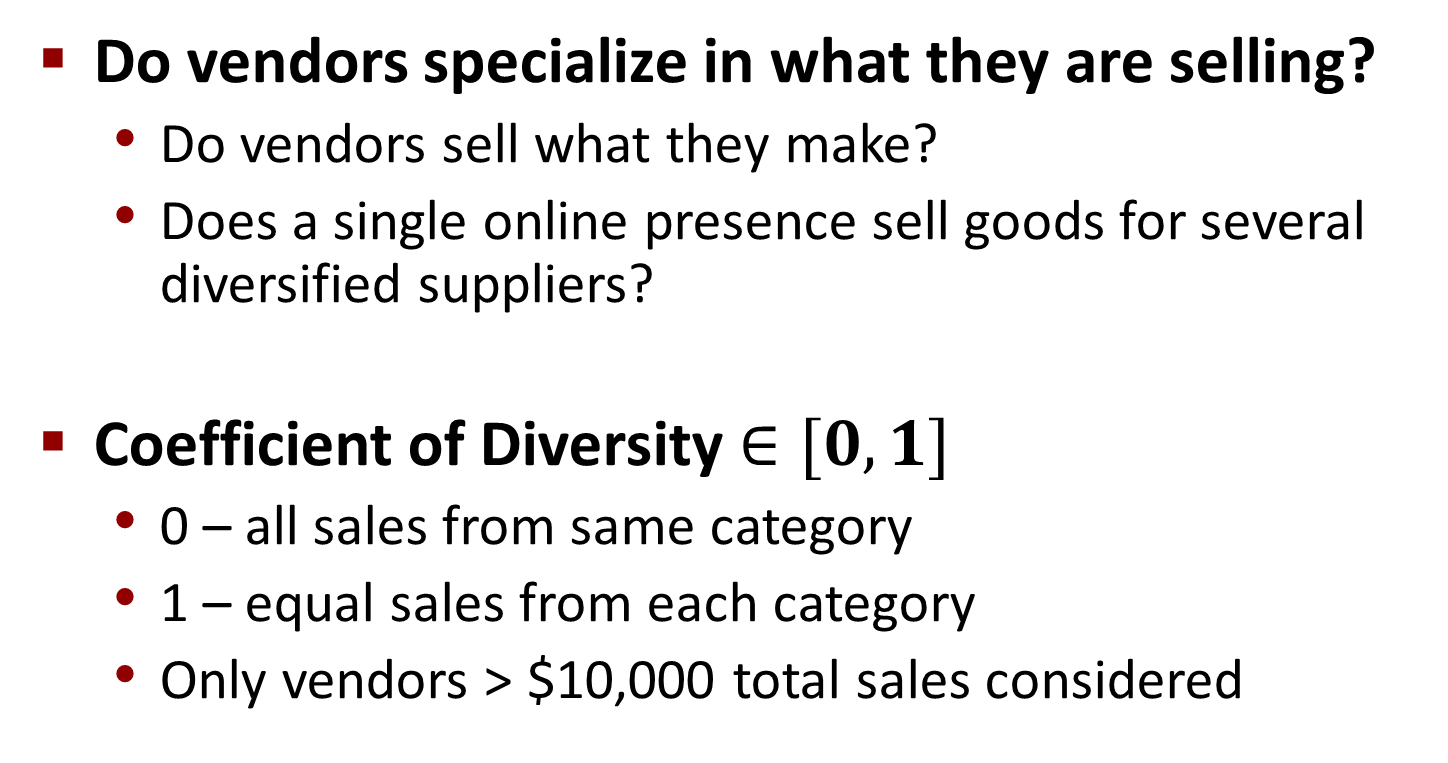 ▪ Do vendors specialize in what they are selling?
• Do vendors sell what they make?
• Does a single online presence sell goods for several
diversified suppliers?
▪ Coefficient of Diversity ∈ [0, 1]
• 0 – all sales from same category
• 1 – equal sales from each category
• Only vendors > $10,000 total sales considered